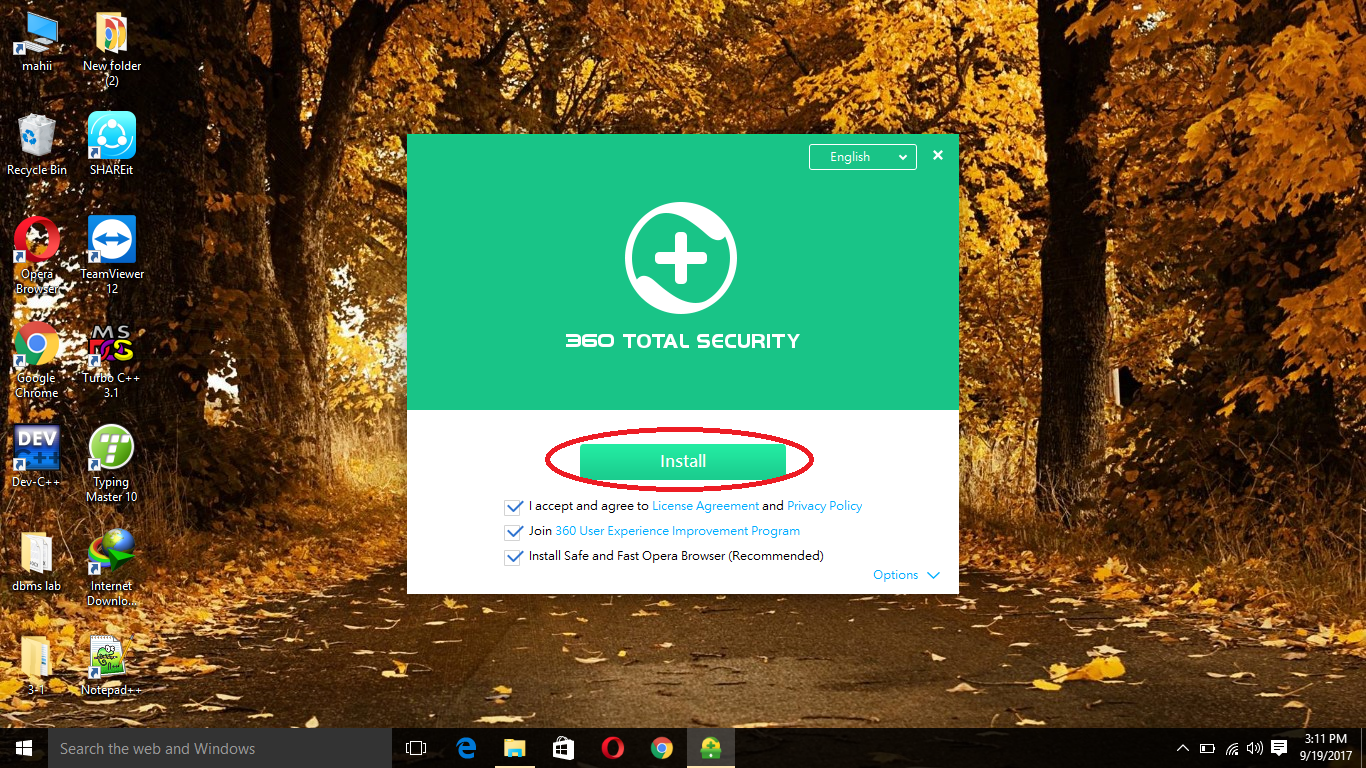 mahii
New folder
(2)
Recycle Bin
SHAREit
Opera
Browser
TeamViewer
12
Google
Chrome
MS
Turbo C++
3.1
DEV
C++
Dev-C++
Typing
Master 10
dbms lab
Internet
Downlo...
3-1
Notepad++
English
360 TOTAL SECURITY
Install
I accept and agree to License Agreement and Privacy Policy
Join 360 User Experience Improvement Program
Install Safe and Fast Opera Browser (Recommended)
Options
Search the web and Windows
3:11 PM
9/19/2017